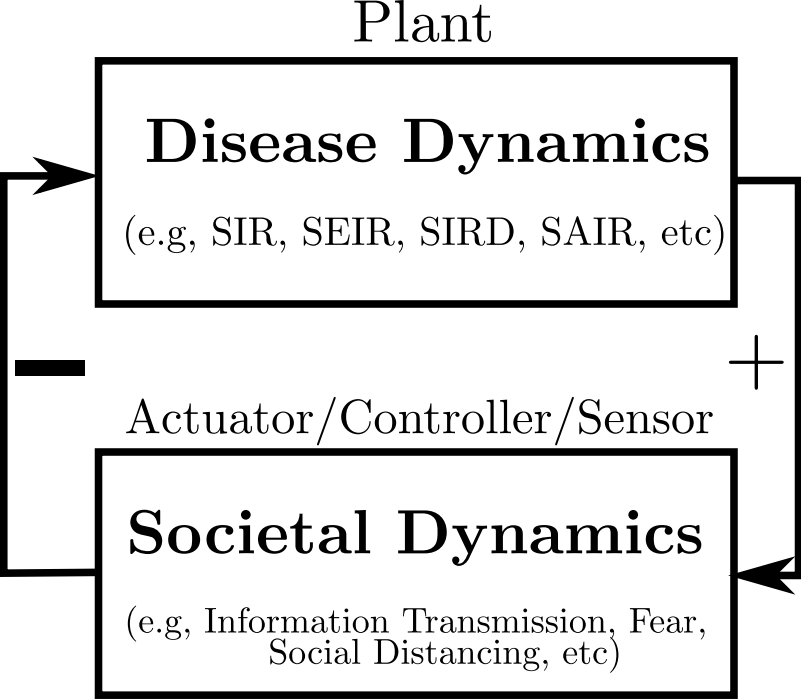 Plant
Disease Dynamics
(e.g, SIR, SEIR, SIRD, SAIR, etc)
− +
Actuator/Controller/Sensor
Societal Dynamics
(e.g, Information Transmission, Fear,
Social Distancing, etc)